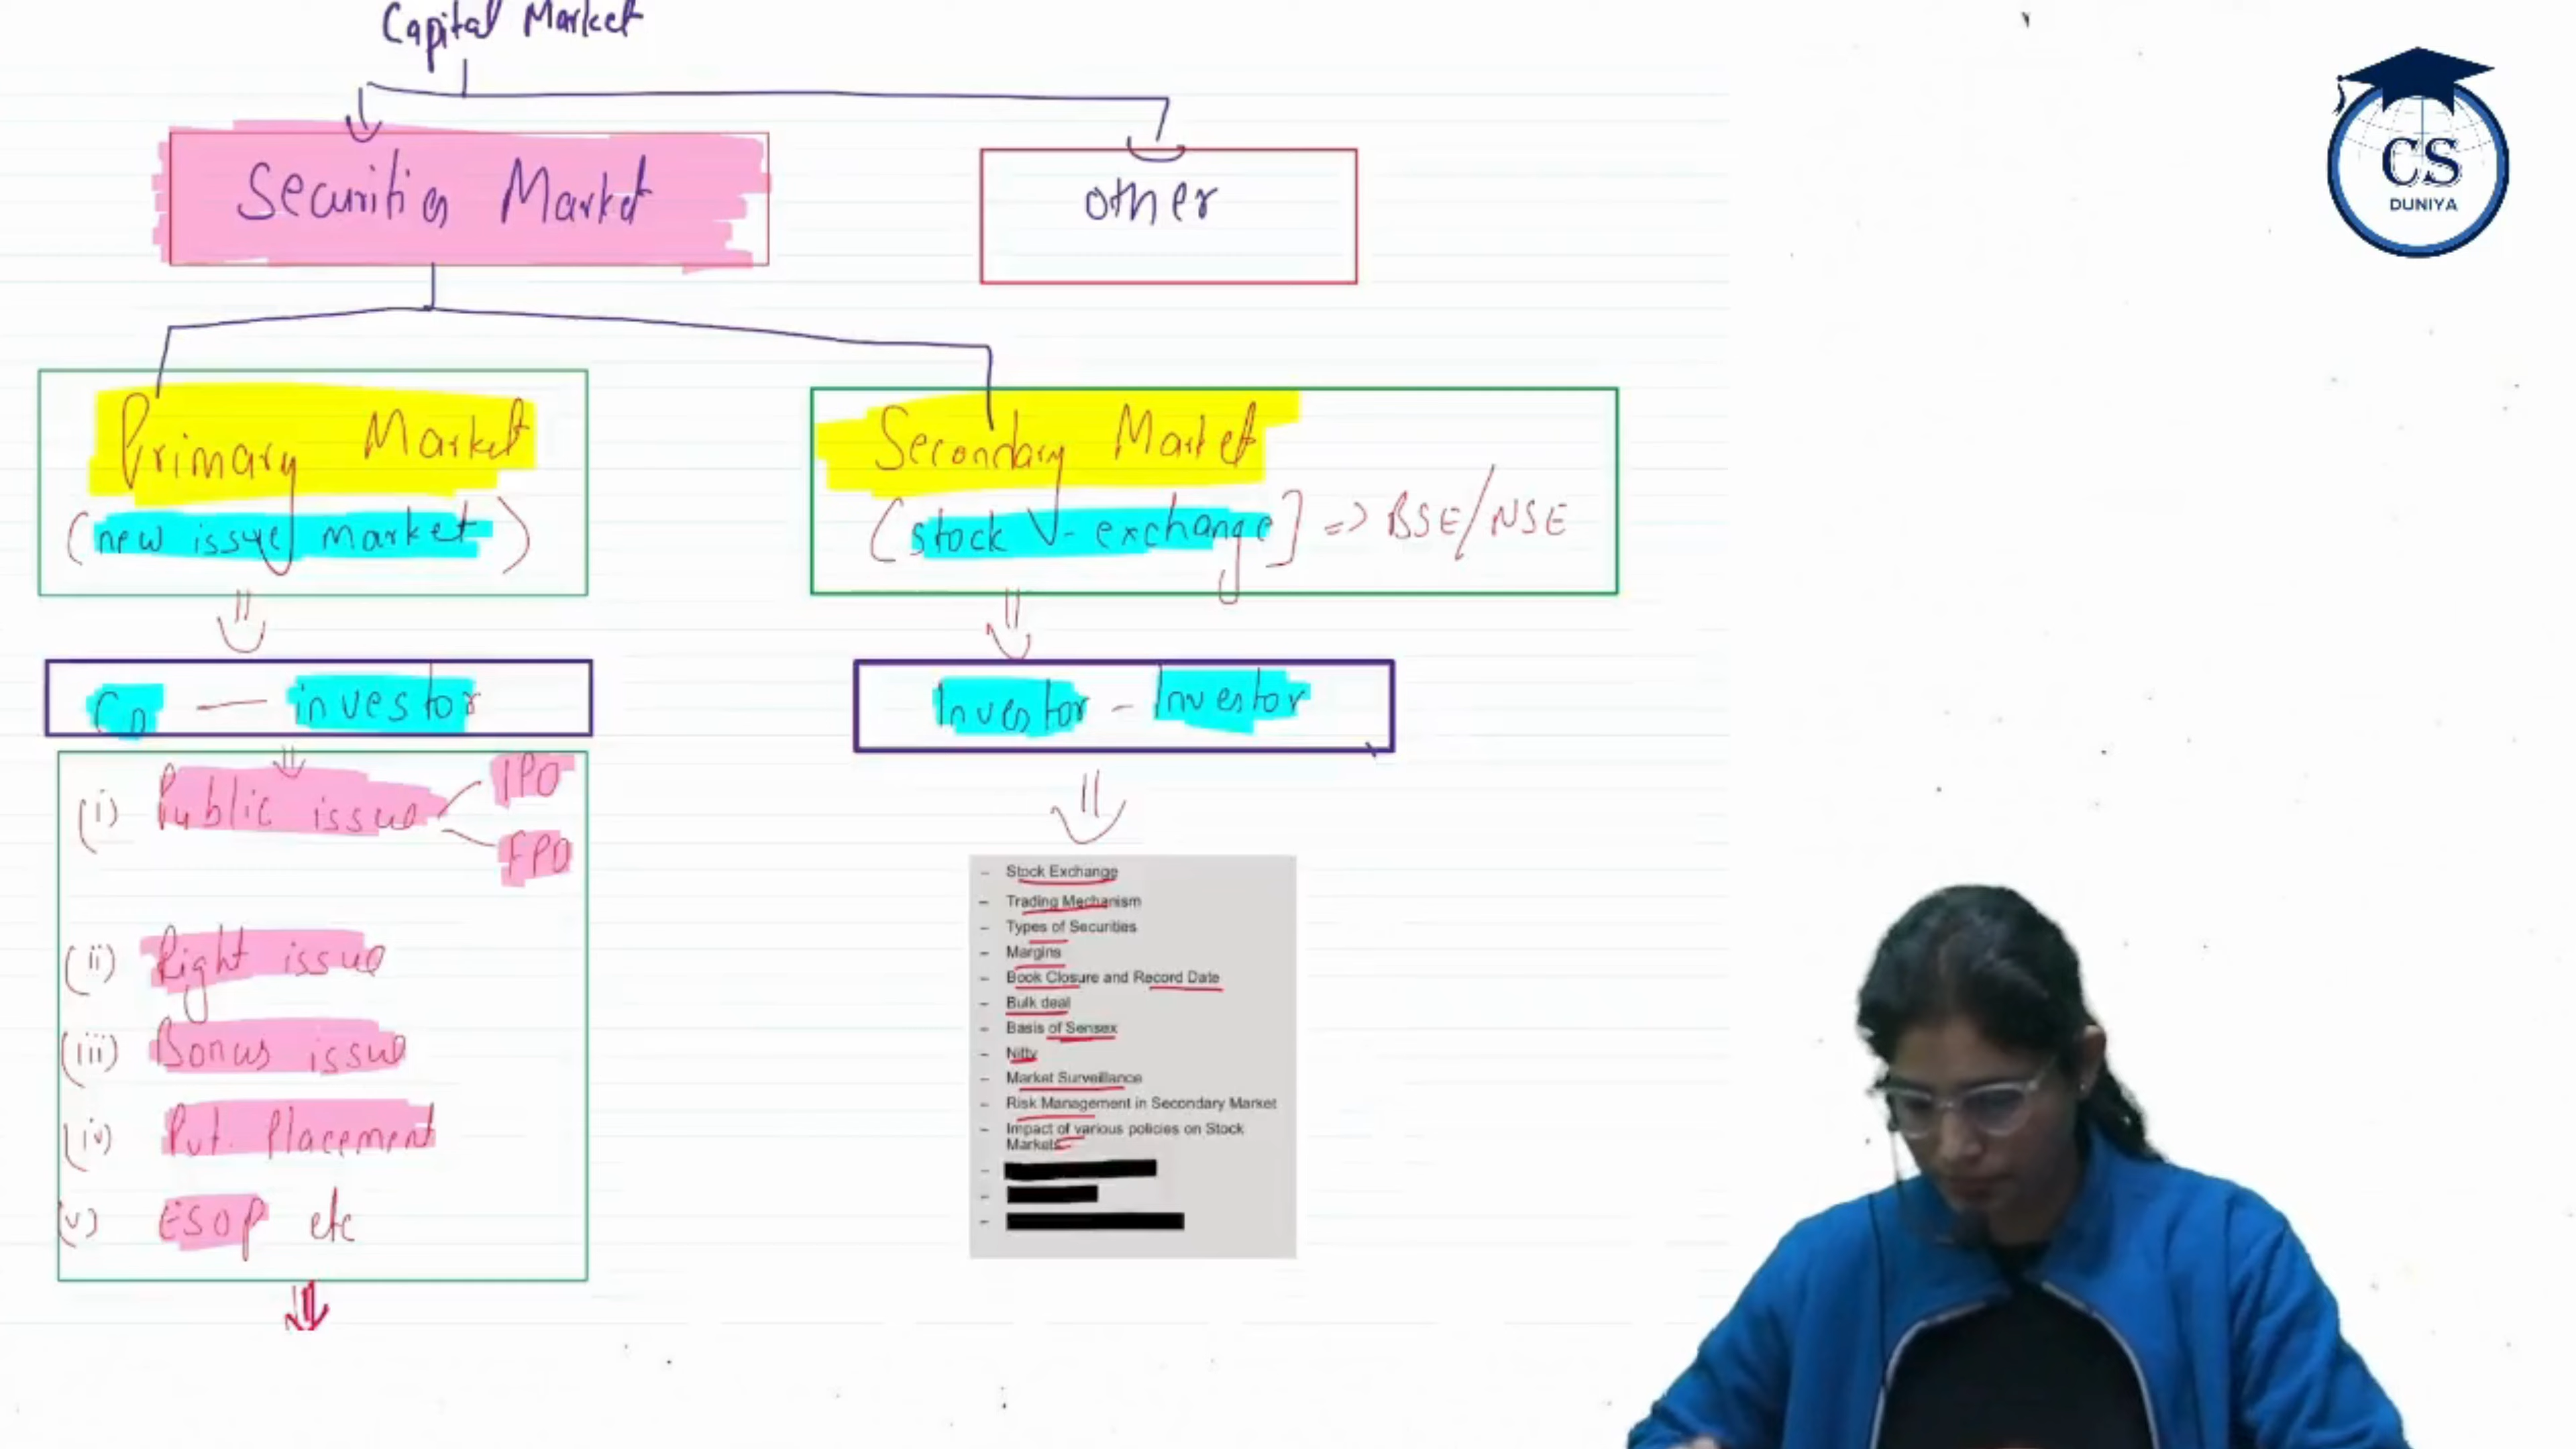 Capital Market
Securities Market
other
Primary Market
(new issue market)
Secondary Market
(stock exchange] => BSE/NSE
Co — investor
Investor - Investor
(i) Public issue
IPO
FPO
(ii) Right issue
(iii) Bonus issue
(iv) Pvt. Placement
(v) ESOP etc
- Stock Exchange
- Trading Mechanism
- Types of Securities
- Margins
- Book Closure and Record Date
- Bulk deal
- Basis of Sensex
- Nifty
- Market Surveillance
- Risk Management in Secondary Market
- Impact of various policies on Stock
Markets
CS
DUNIYA